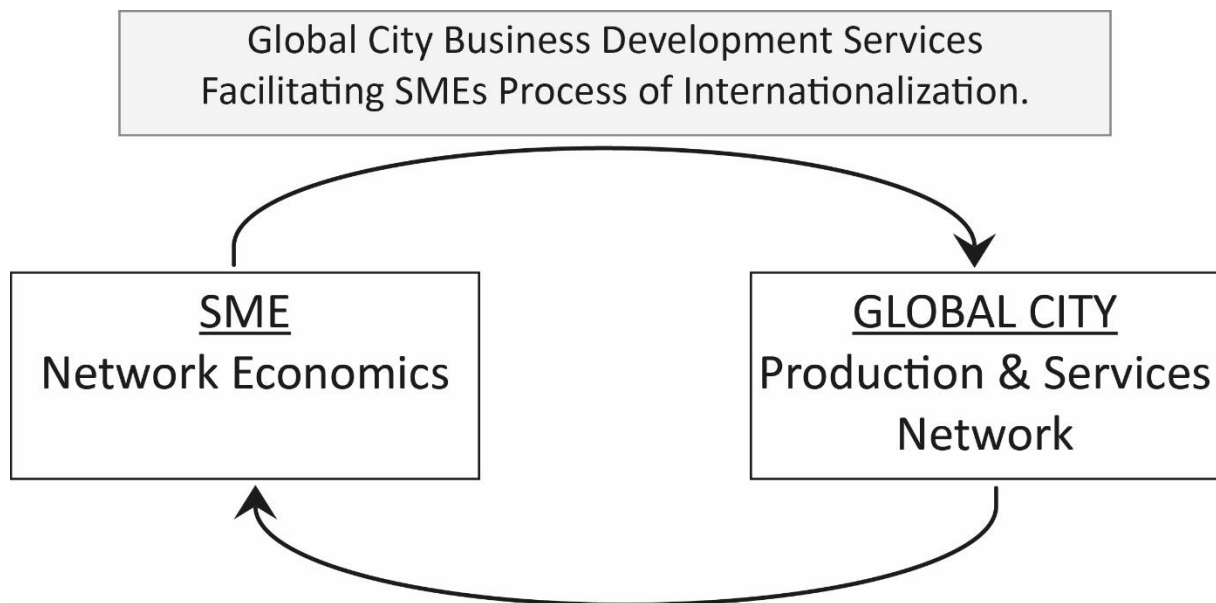 Global City Business Development Services
Facilitating SMEs Process of Internationalization.
SME
Network Economics
GLOBAL CITY
Production & Services
Network